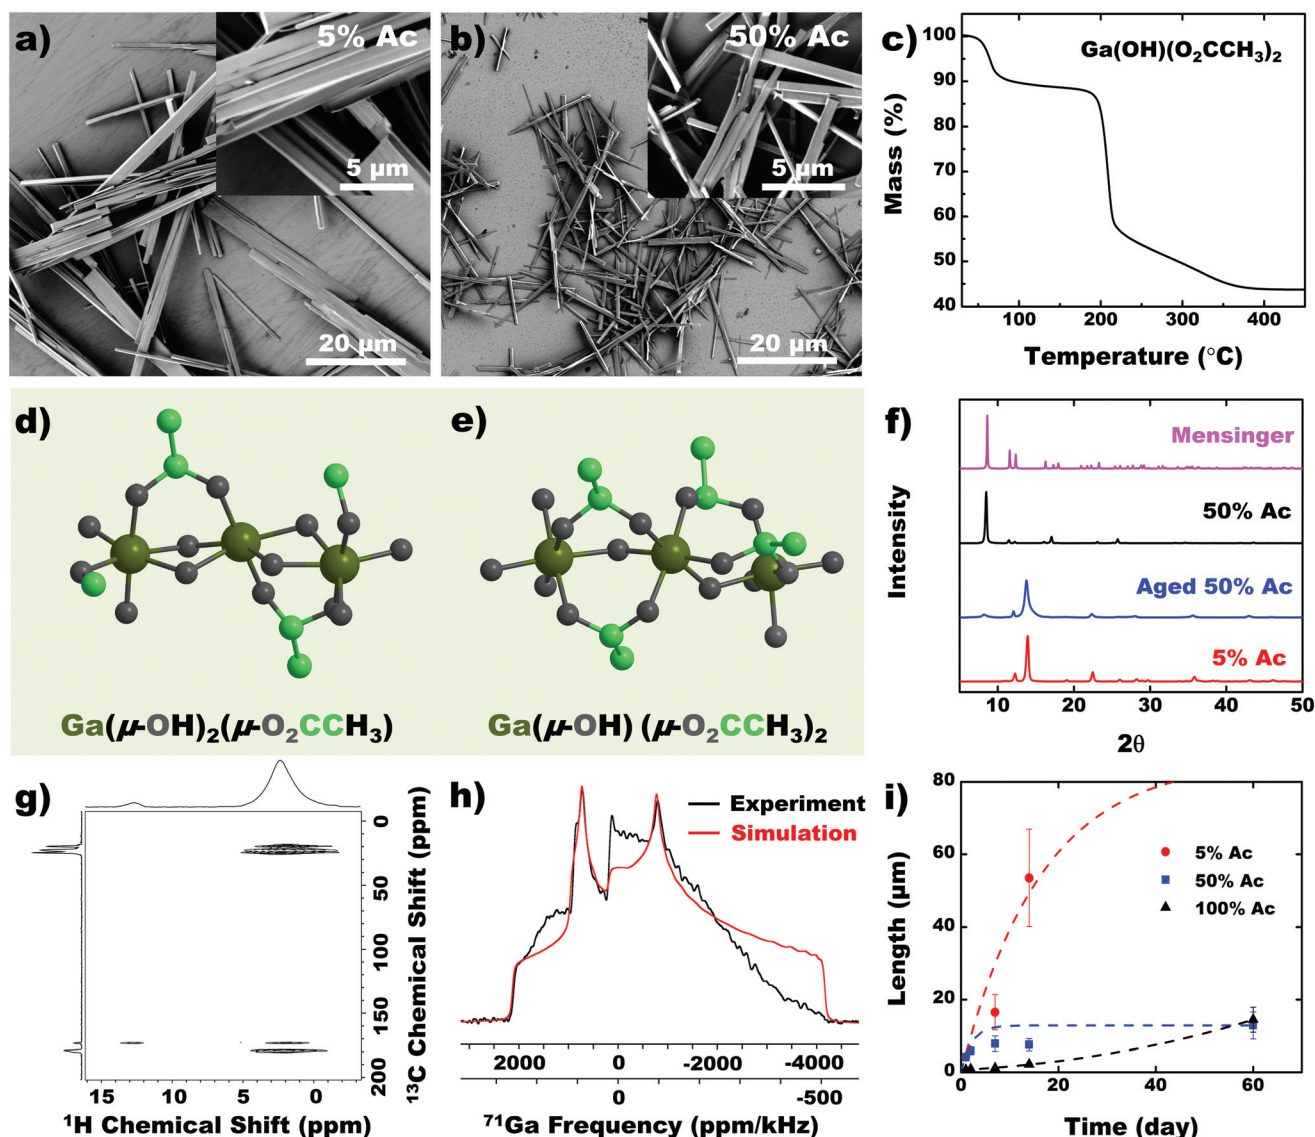 a)
5% Ac
5 µm
20 µm
b)
50% Ac
5 µm
20 µm
c)
Ga(OH)(O₂CCH₃)₂
100
90
80
70
60
50
40
Mass (%)
100
200
300
400
Temperature (°C)
d)
Ga(µ-OH)₂(µ-O₂CCH₃)
e)
Ga(µ-OH) (µ-O₂CCH₃)₂
f)
Mensinger
50% Ac
Aged 50% Ac
5% Ac
Intensity
10
20
30
40
50
2θ
g)
0
50
100
150
200
¹³C Chemical Shift (ppm)
15
10
5
0
¹H Chemical Shift (ppm)
h)
Experiment
Simulation
2000
0
-2000
-4000
0
-500
⁷¹Ga Frequency (ppm/kHz)
i)
80
60
40
20
0
Length (µm)
5% Ac
50% Ac
100% Ac
0
20
40
60
Time (day)